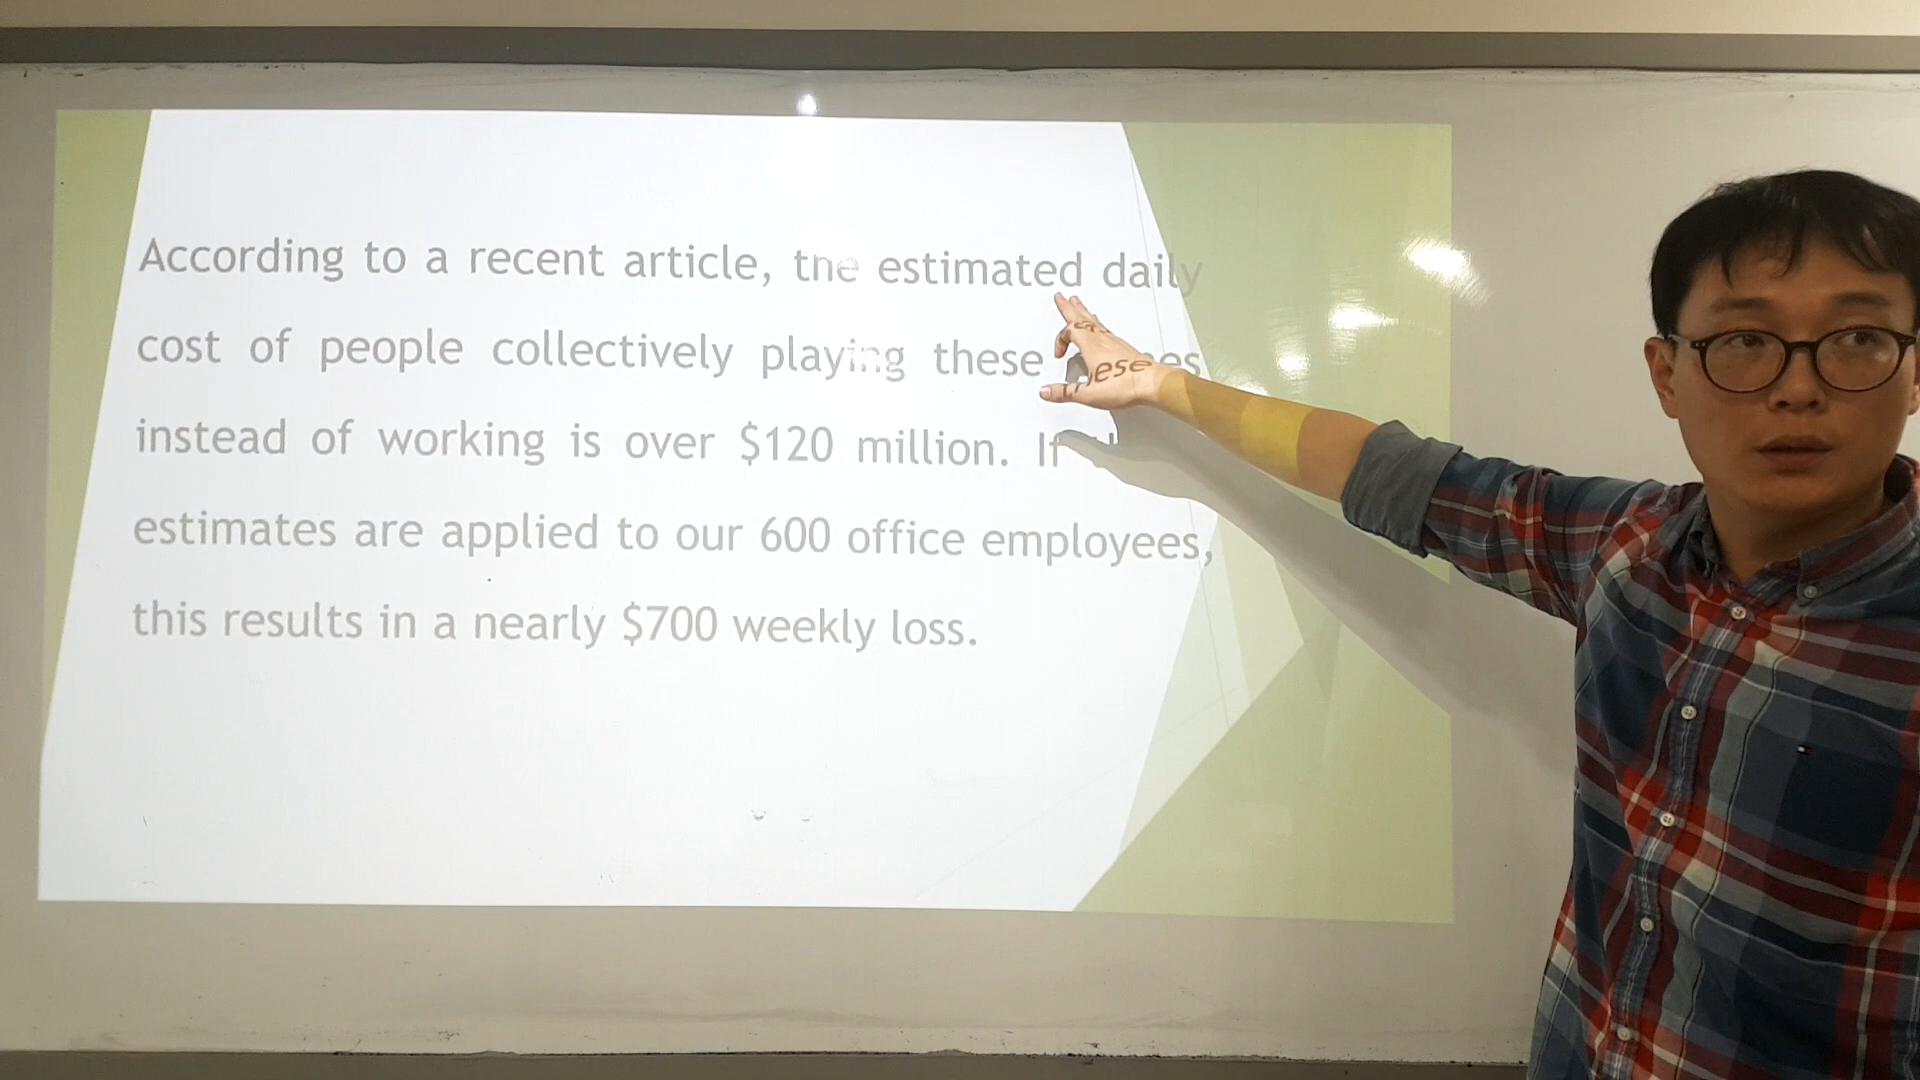 According to a recent article, the estimated daily
cost of people collectively playing these
instead of working is over $120 million. If
estimates are applied to our 600 office employees,
this results in a nearly $700 weekly loss.